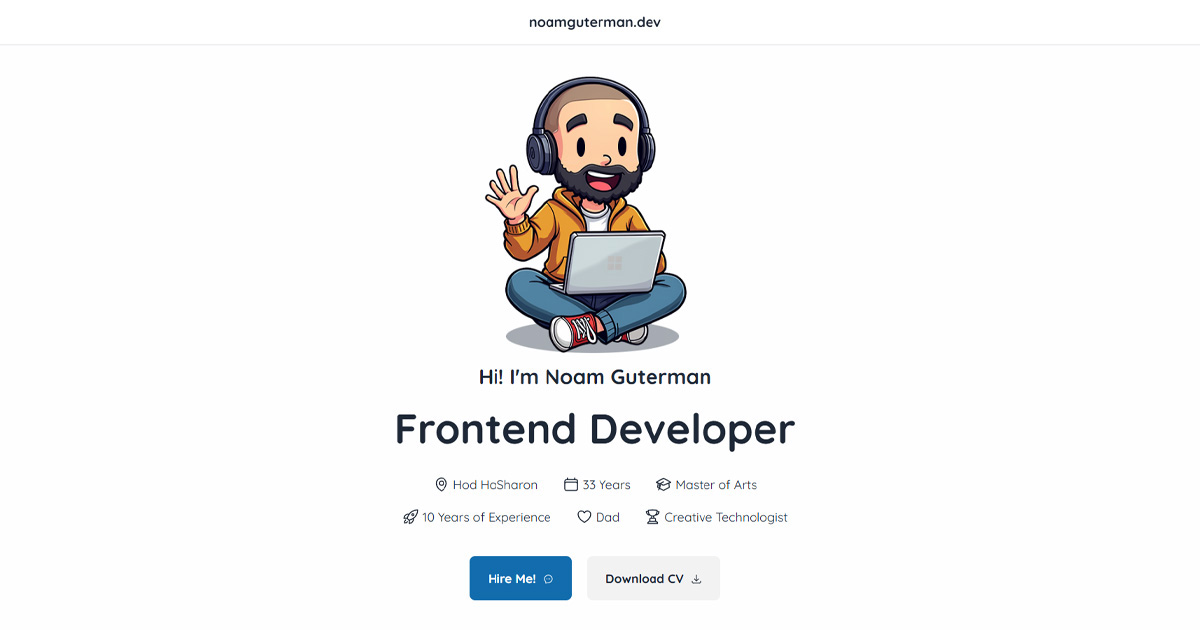 noamguterman.dev
Hi! I'm Noam Guterman
Frontend Developer
Hod HaSharon 33 Years Master of Arts
10 Years of Experience Dad Creative Technologist
Hire Me! Download CV